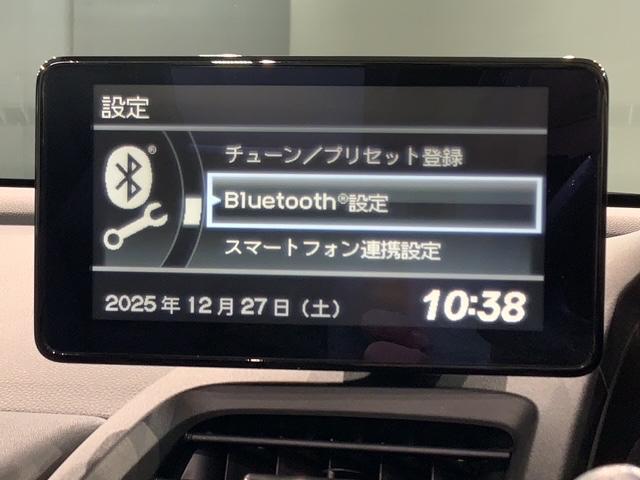 設定
チューン／プリセット登録
Bluetooth®設定
スマートフォン連携設定
2025年12月27日（土） 10:38